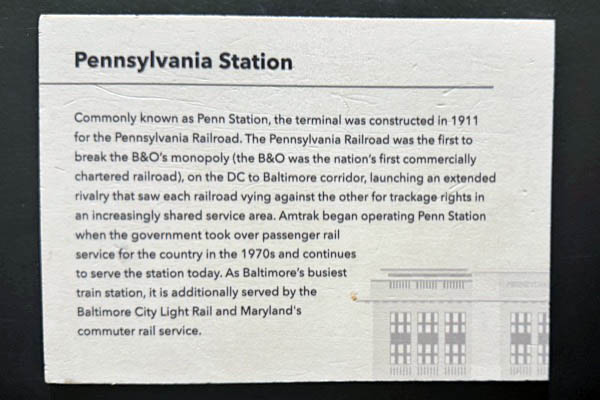 Pennsylvania Station
Commonly known as Penn Station, the terminal was constructed in 1911
for the Pennsylvania Railroad. The Pennsylvania Railroad was the first to
break the B&O's monopoly (the B&O was the nation's first commercially
chartered railroad), on the DC to Baltimore corridor, launching an extended
rivalry that saw each railroad vying against the other for trackage rights in
an increasingly shared service area. Amtrak began operating Penn Station
when the government took over passenger rail
service for the country in the 1970s and continues
to serve the station today. As Baltimore's busiest
train station, it is additionally served by the
Baltimore City Light Rail and Maryland's
commuter rail service.